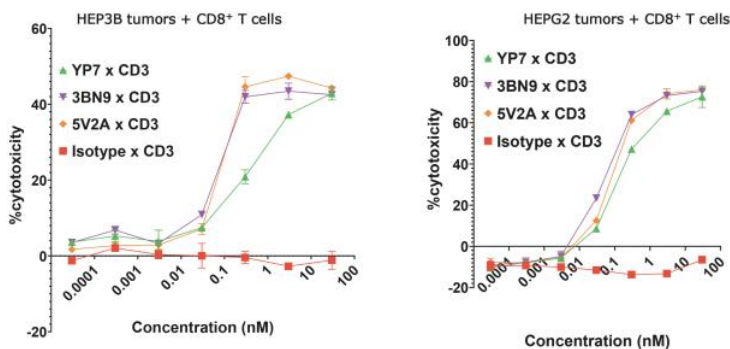 HEP3B tumors + CD8⁺ T cells
60
40
20
0
-20
%cytotoxicity
YP7 x CD3
3BN9 x CD3
5V2A x CD3
Isotype x CD3
0.0001
0.001
0.01
0.1
1
10
100
Concentration (nM)
HEPG2 tumors + CD8⁺ T cells
100
80
60
40
20
0
-20
%cytotoxicity
YP7 x CD3
3BN9 x CD3
5V2A x CD3
Isotype x CD3
0.0001
0.001
0.01
0.1
1
10
100
Concentration (nM)